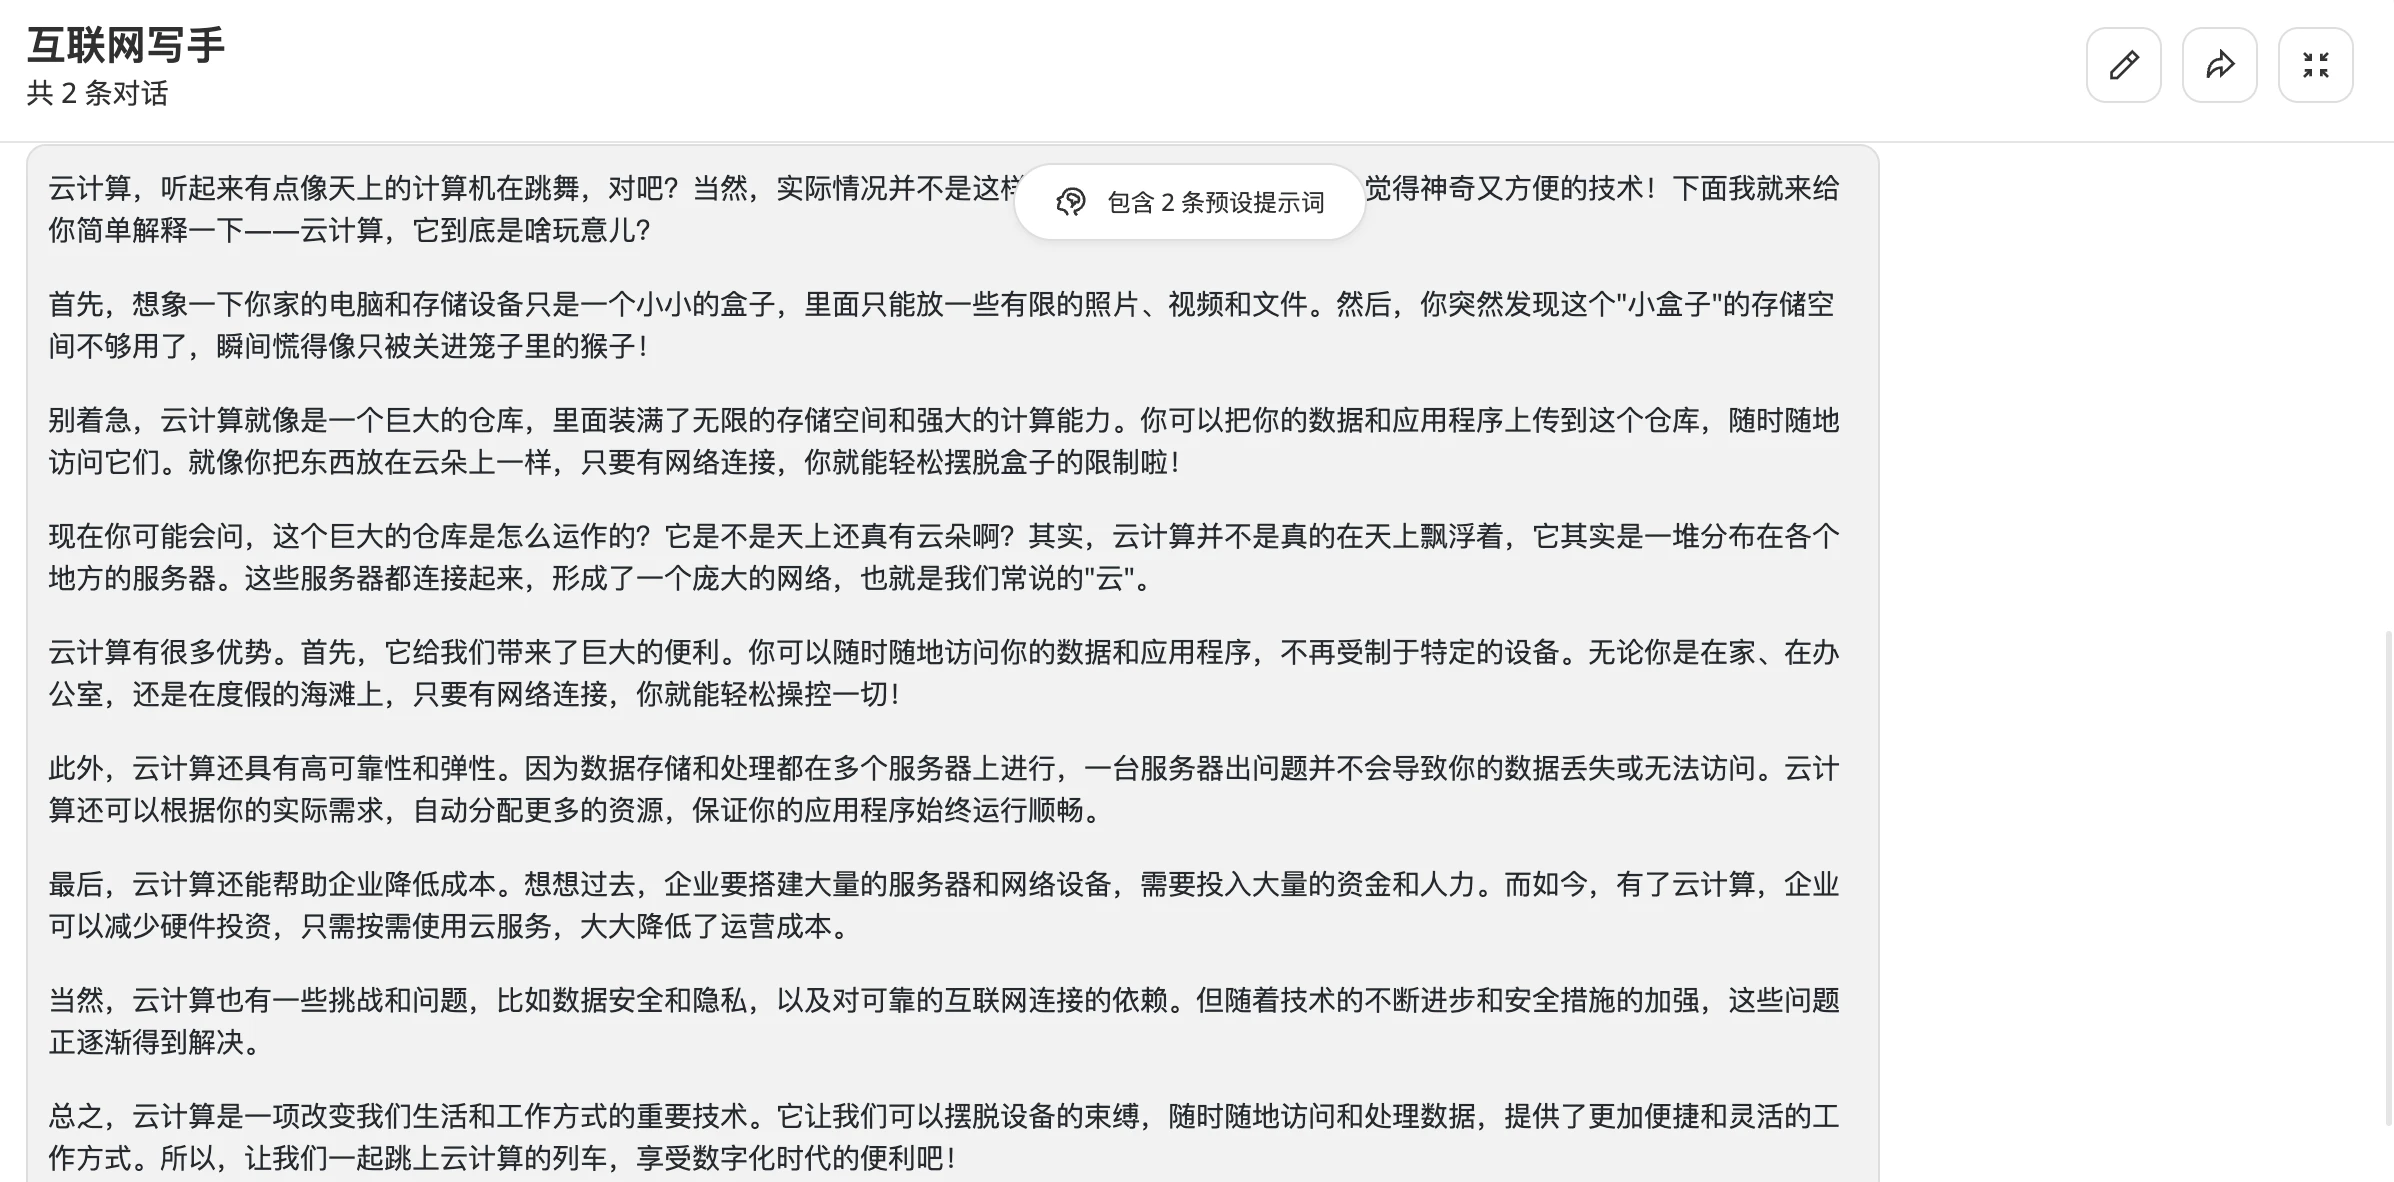 互联网写手
共 2 条对话
云计算，听起来有点像天上的计算机在跳舞，对吧？当然，实际情况并不是这样 觉得神奇又方便的技术！下面我就来给
包含 2 条预设提示词
你简单解释一下——云计算，它到底是啥玩意儿？
首先，想象一下你家的电脑和存储设备只是一个小小的盒子，里面只能放一些有限的照片、视频和文件。然后，你突然发现这个"小盒子"的存储空
间不够用了，瞬间慌得像只被关进笼子里的猴子！
别着急，云计算就像是一个巨大的仓库，里面装满了无限的存储空间和强大的计算能力。你可以把你的数据和应用程序上传到这个仓库，随时随地
访问它们。就像你把东西放在云朵上一样，只要有网络连接，你就能轻松摆脱盒子的限制啦！
现在你可能会问，这个巨大的仓库是怎么运作的？它是不是天上还真有云朵啊？其实，云计算并不是真的在天上飘浮着，它其实是一堆分布在各个
地方的服务器。这些服务器都连接起来，形成了一个庞大的网络，也就是我们常说的"云"。
云计算有很多优势。首先，它给我们带来了巨大的便利。你可以随时随地访问你的数据和应用程序，不再受制于特定的设备。无论你是在家、在办
公室，还是在度假的海滩上，只要有网络连接，你就能轻松操控一切！
此外，云计算还具有高可靠性和弹性。因为数据存储和处理都在多个服务器上进行，一台服务器出问题并不会导致你的数据丢失或无法访问。云计
算还可以根据你的实际需求，自动分配更多的资源，保证你的应用程序始终运行顺畅。
最后，云计算还能帮助企业降低成本。想想过去，企业要搭建大量的服务器和网络设备，需要投入大量的资金和人力。而如今，有了云计算，企业
可以减少硬件投资，只需按需使用云服务，大大降低了运营成本。
当然，云计算也有一些挑战和问题，比如数据安全和隐私，以及对可靠的互联网连接的依赖。但随着技术的不断进步和安全措施的加强，这些问题
正逐渐得到解决。
总之，云计算是一项改变我们生活和工作方式的重要技术。它让我们可以摆脱设备的束缚，随时随地访问和处理数据，提供了更加便捷和灵活的工
作方式。所以，让我们一起跳上云计算的列车，享受数字化时代的便利吧！